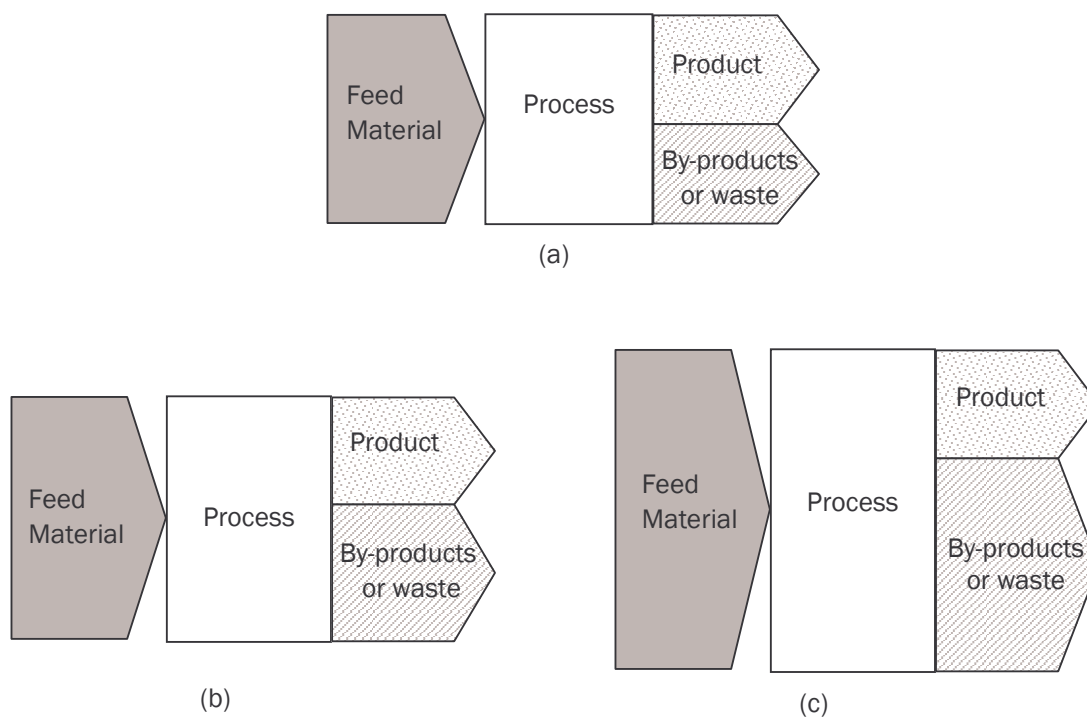 Feed
Material
Process
Product
By-products
or waste
(a)
Feed
Material
Process
Product
By-products
or waste
(b)
Feed
Material
Process
Product
By-products
or waste
(c)